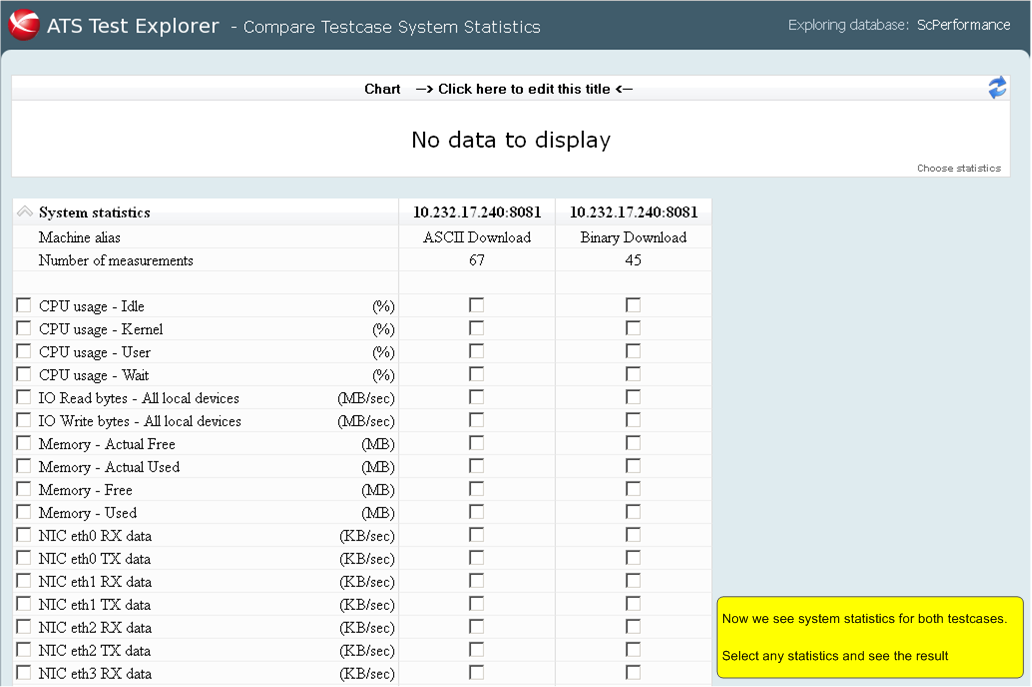 ATS Test Explorer - Compare Testcase System Statistics Exploring database: ScPerformance
Chart --> Click here to edit this title <--
No data to display
Choose statistics
System statistics 10.232.17.240:8081 10.232.17.240:8081
Machine alias ASCII Download Binary Download
Number of measurements 67 45
CPU usage - Idle (%)
CPU usage - Kernel (%)
CPU usage - User (%)
CPU usage - Wait (%)
IO Read bytes - All local devices (MB/sec)
IO Write bytes - All local devices (MB/sec)
Memory - Actual Free (MB)
Memory - Actual Used (MB)
Memory - Free (MB)
Memory - Used (MB)
NIC eth0 RX data (KB/sec)
NIC eth0 TX data (KB/sec)
NIC eth1 RX data (KB/sec)
NIC eth1 TX data (KB/sec)
NIC eth2 RX data (KB/sec)
NIC eth2 TX data (KB/sec)
NIC eth3 RX data (KB/sec)
Now we see system statistics for both testcases.
Select any statistics and see the result